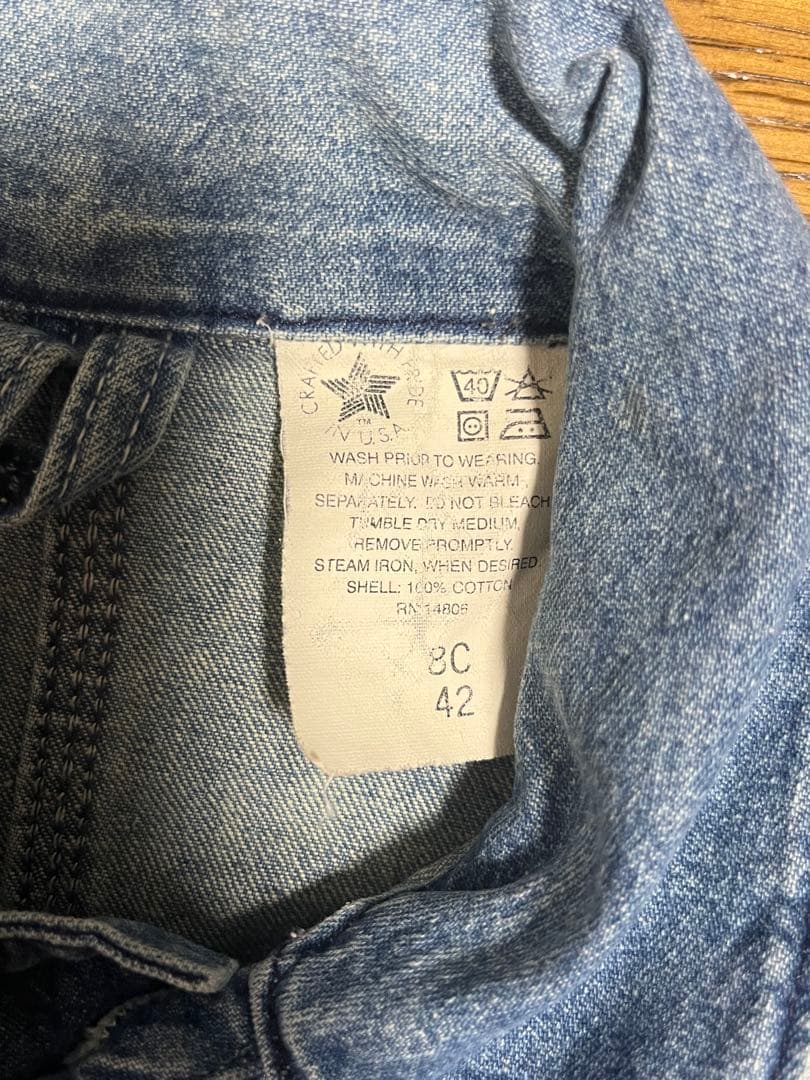 CRAFTED WITH PRIDE
IN U.S.A.
TM
40
WASH PRIOR TO WEARING.
MACHINE WASH WARM
SEPARATELY. DO NOT BLEACH
TUMBLE DRY MEDIUM,
REMOVE PROMPTLY.
STEAM IRON, WHEN DESIRED.
SHELL: 100% COTTON
RN 14806
8C
42